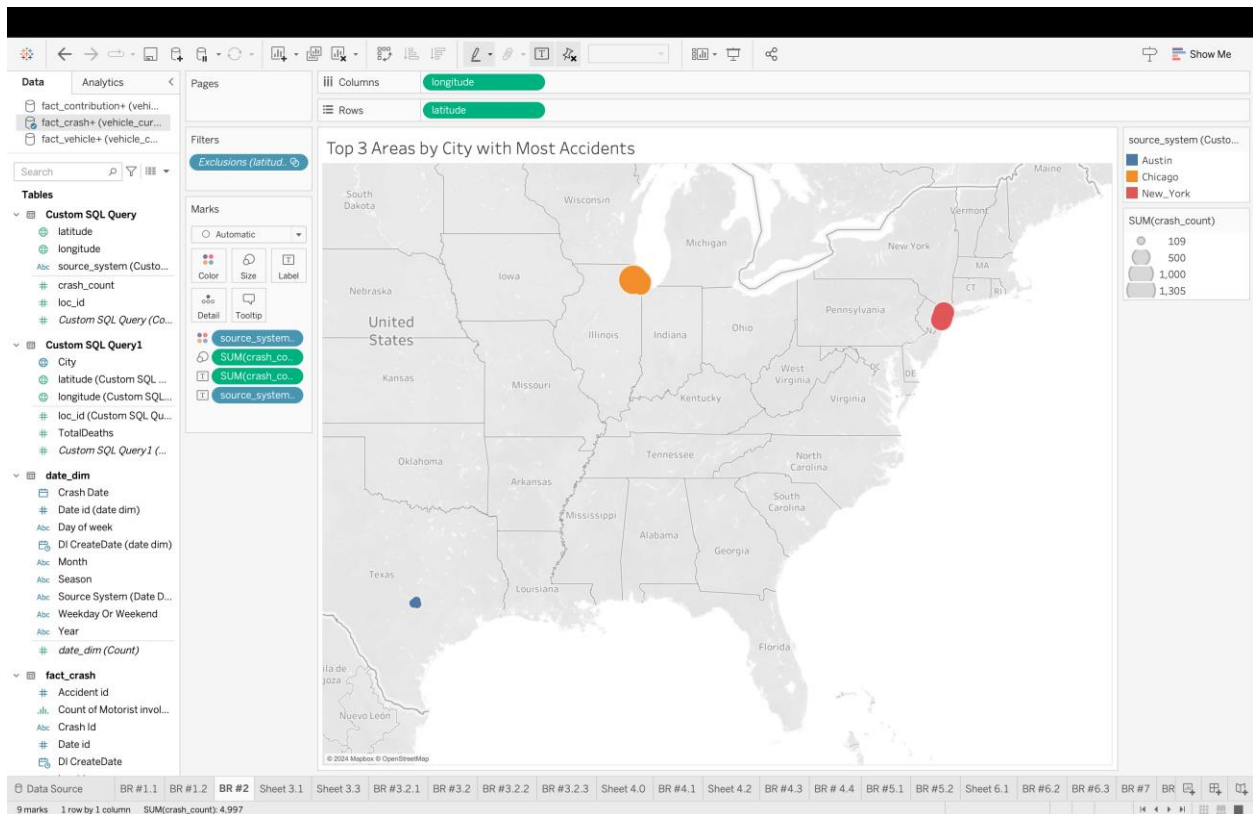 Show Me
Data
Analytics
fact_contribution+ (vehi...
fact_crash+ (vehicle_cur...
fact_vehicle+ (vehicle_c...
Search
Tables
Custom SQL Query
latitude
longitude
Abc source_system (Custo...
# crash_count
# loc_id
# Custom SQL Query (Co...
Custom SQL Query1
City
latitude (Custom SQL ...
longitude (Custom SQL...
# loc_id (Custom SQL Qu...
# TotalDeaths
# Custom SQL Query1 (...
date_dim
Crash Date
# Date id (date dim)
Abc Day of week
DI CreateDate (date dim)
Abc Month
Abc Season
Abc Source System (Date D...
Abc Weekday Or Weekend
Abc Year
# date_dim (Count)
fact_crash
# Accident id
Count of Motorist invol...
Abc Crash Id
# Date id
DI CreateDate
Pages
Filters
Exclusions (latitud..
Marks
Automatic
Color
Size
Label
Detail
Tooltip
source_system..
SUM(crash_co..
SUM(crash_co..
source_system..
Columns
longitude
Rows
latitude
Top 3 Areas by City with Most Accidents
South
Dakota
Wisconsin
Maine
Vermont
Michigan
New York
MA
CT
RI
Iowa
Nebraska
Pennsylvania
NJ
United
States
Illinois
Indiana
Ohio
West
Virginia
DC
DE
Kansas
Missouri
Kentucky
Virginia
Oklahoma
Tennessee
North
Carolina
Arkansas
South
Carolina
Mississippi
Alabama
Georgia
Texas
Louisiana
Florida
ila de
goza
Nuevo León
© 2024 Mapbox © OpenStreetMap
source_system (Custo...
Austin
Chicago
New_York
SUM(crash_count)
109
500
1,000
1,305
Data Source
BR #1.1
BR #1.2
BR #2
Sheet 3.1
Sheet 3.3
BR #3.2.1
BR #3.2
BR #3.2.2
BR #3.2.3
Sheet 4.0
BR #4.1
Sheet 4.2
BR #4.3
BR # 4.4
BR #5.1
BR #5.2
Sheet 6.1
BR #6.2
BR #6.3
BR #7
BR
9 marks 1 row by 1 column SUM(crash_count): 4,997